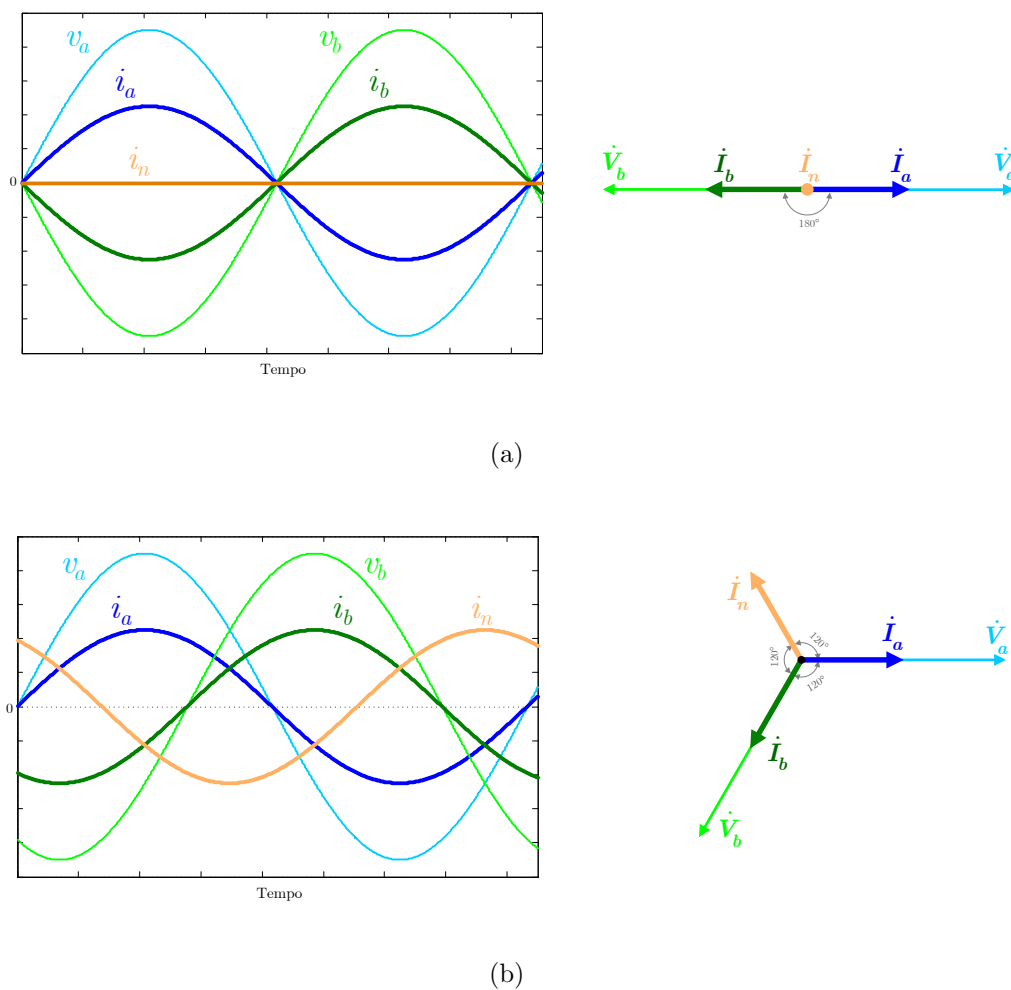 v_a
v_b
i_a
i_b
i_n
0
Tempo
V̇_b
İ_b
İ_n
İ_a
V̇_a
180°
(a)
v_a
v_b
i_a
i_b
i_n
0
Tempo
İ_n
120°
120°
120°
İ_a
V̇_a
İ_b
V̇_b
(b)